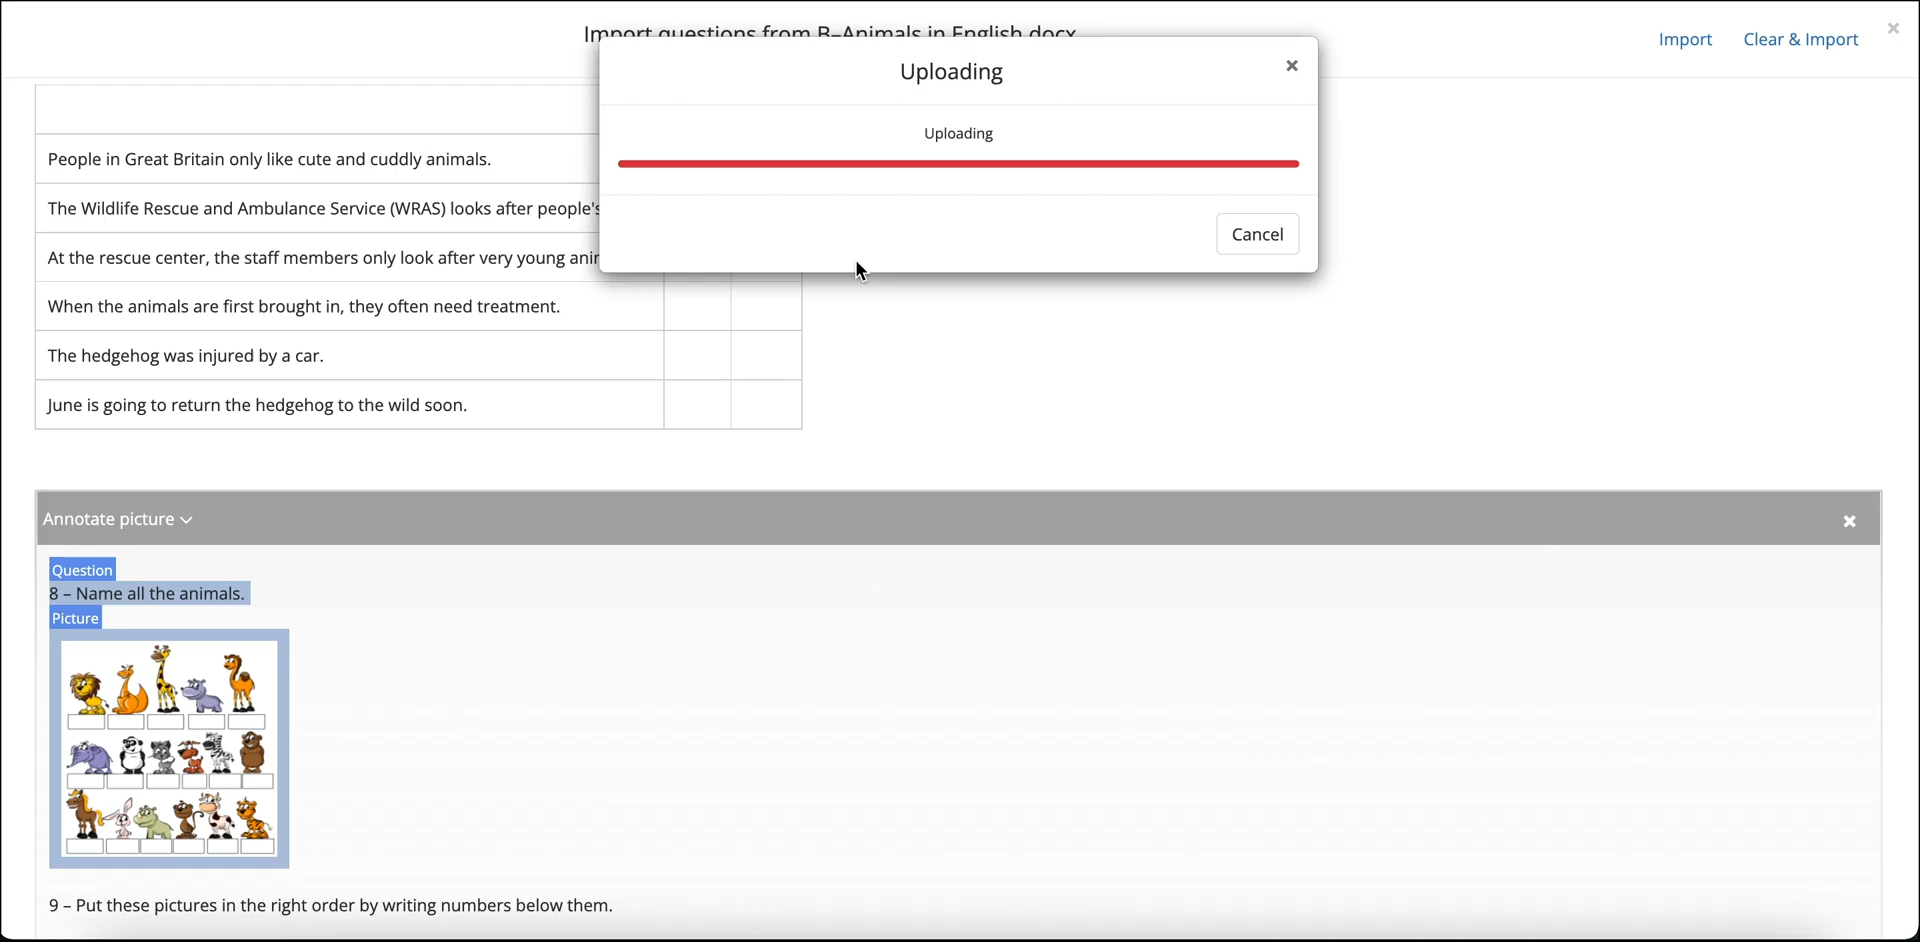 Import questions from B–Animals in English.docx
Import
Clear & Import
Uploading
Uploading
Cancel
People in Great Britain only like cute and cuddly animals.
The Wildlife Rescue and Ambulance Service (WRAS) looks after people's
At the rescue center, the staff members only look after very young
When the animals are first brought in, they often need treatment.
The hedgehog was injured by a car.
June is going to return the hedgehog to the wild soon.
Annotate picture
Question
8 – Name all the animals.
Picture
9 – Put these pictures in the right order by writing numbers below them.